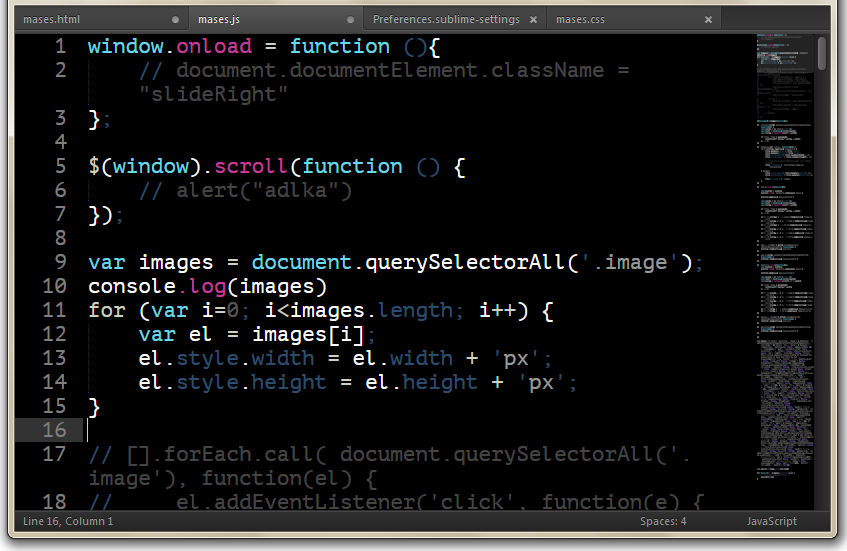 mases.html
mases.js
Preferences.sublime-settings
mases.css
1 window.onload = function (){
2 // document.documentElement.className =
"slideRight"
3 };
4
5 $(window).scroll(function () {
6 // alert("adlka")
7 });
8
9 var images = document.querySelectorAll('.image');
10 console.log(images)
11 for (var i=0; i<images.length; i++) {
12 var el = images[i];
13 el.style.width = el.width + 'px';
14 el.style.height = el.height + 'px';
15 }
16
17 // [].forEach.call( document.querySelectorAll('.
image'), function(el) {
18 // el.addEventListener('click', function(e) {
Line 16, Column 1
Spaces: 4
JavaScript